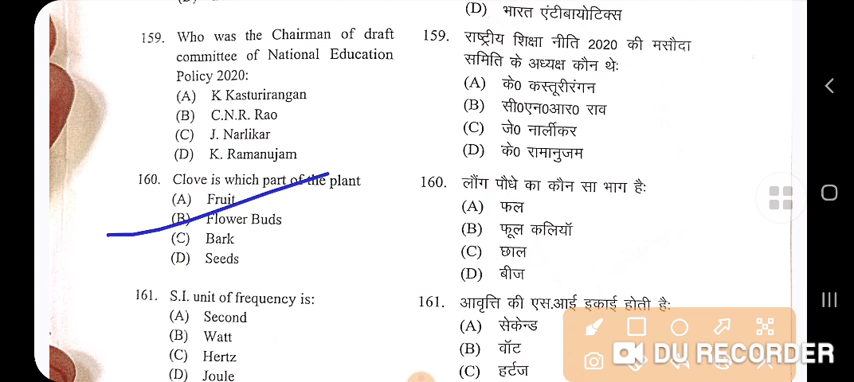 159. Who was the Chairman of draft
committee of National Education
Policy 2020:
(A) K Kasturirangan
(B) C.N.R. Rao
(C) J. Narlikar
(D) K. Ramanujam
160. Clove is which part of the plant
(A) Fruit
(B) Flower Buds
(C) Bark
(D) Seeds
161. S.I. unit of frequency is:
(A) Second
(B) Watt
(C) Hertz
(D) Joule
(D) भारत एंटीबायोटिक्स
159. राष्ट्रीय शिक्षा नीति 2020 की मसौदा
समिति के अध्यक्ष कौन थे:
(A) के0 कस्तूरीरंगन
(B) सी0एन0आर0 राव
(C) जे0 नार्लीकर
(D) के0 रामानुजम
160. लौंग पौधे का कौन सा भाग है:
(A) फल
(B) फूल कलियॉ
(C) छाल
(D) बीज
161. आवृत्ति की एस.आई इकाई होती है:
(A) सेकेन्ड
(B) वॉट
(C) हर्टज
DU RECORDER